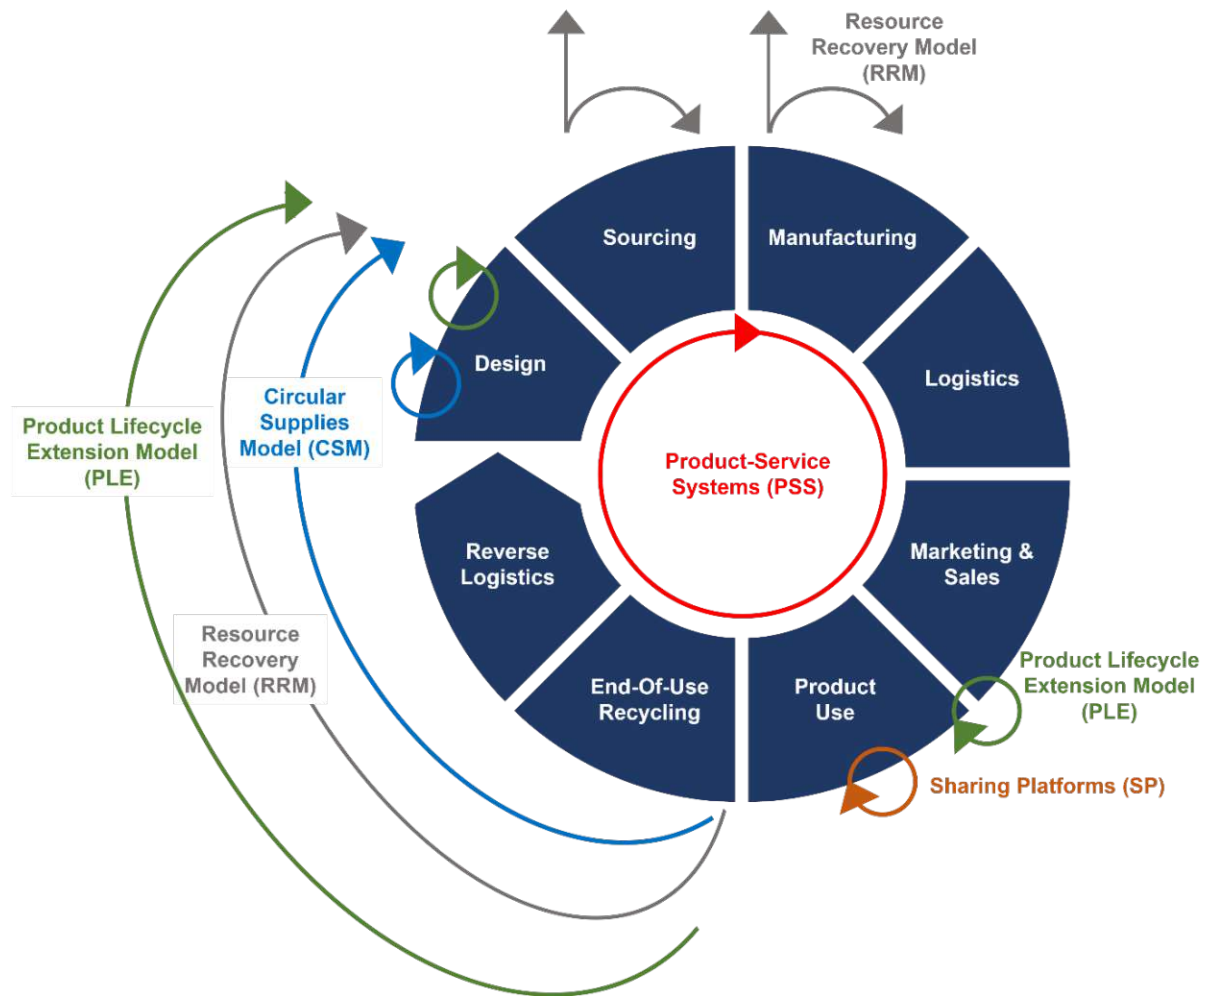 Resource
Recovery Model
(RRM)
Sourcing
Manufacturing
Design
Logistics
Circular
Supplies
Model (CSM)
Product Lifecycle
Extension Model
(PLE)
Product-Service
Systems (PSS)
Reverse
Logistics
Marketing &
Sales
Resource
Recovery
Model (RRM)
End-Of-Use
Recycling
Product
Use
Product Lifecycle
Extension Model
(PLE)
Sharing Platforms (SP)